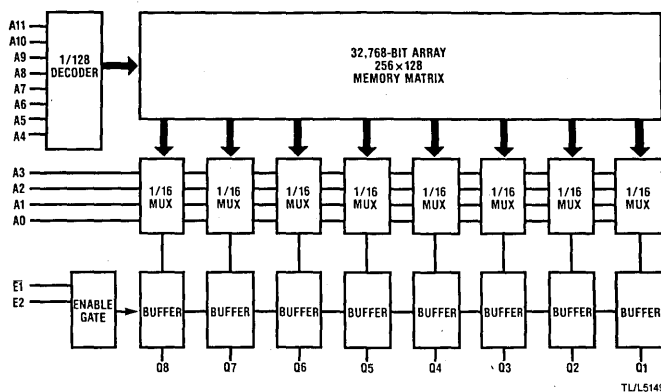 A11
A10
A9
A8
A7
A6
A5
A4
1/128
DECODER
32,768-BIT ARRAY
256×128
MEMORY MATRIX
A3
A2
A1
A0
1/16
MUX
1/16
MUX
1/16
MUX
1/16
MUX
1/16
MUX
1/16
MUX
1/16
MUX
1/16
MUX
E1
E2
ENABLE
GATE
BUFFER
BUFFER
BUFFER
BUFFER
BUFFER
BUFFER
BUFFER
BUFFER
Q8
Q7
Q6
Q5
Q4
Q3
Q2
Q1